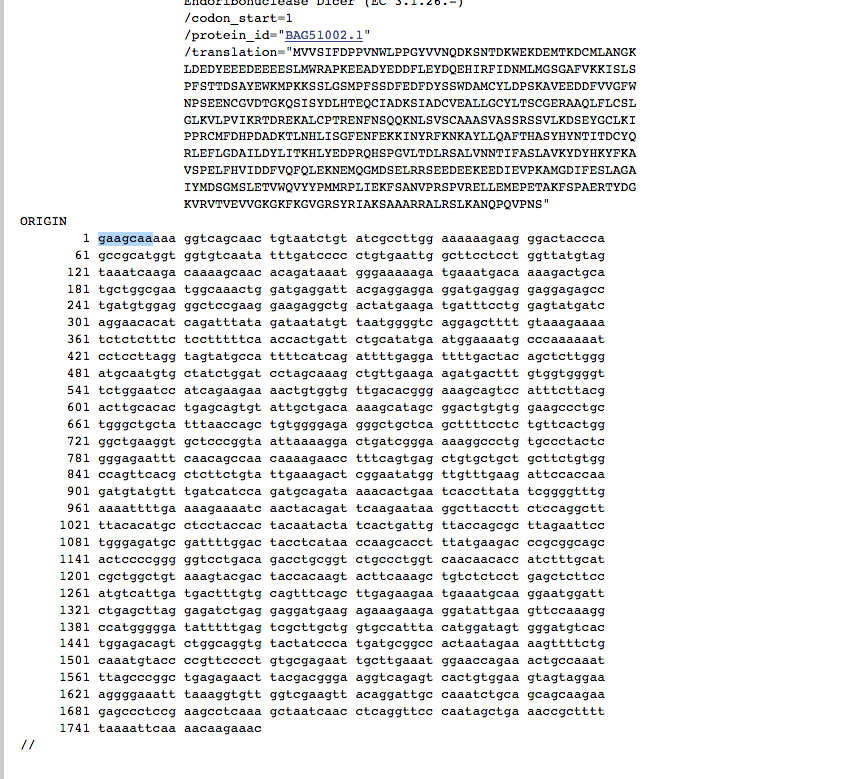 Endoribonuclease Dicer (EC 3.1.26.-)
/codon_start=1
/protein_id="BAG51002.1"
/translation="MVVSIFDPPVNWLPPGYVVNQDKSNTDKWEKDEMTKDCMLANGK
LDEDYEEEDEEEESLMWRAPKEEADYEDDFLEYDQEHIRFIDNMLMGSGAFVKKISLS
PFSTTDSAYEWKMPKKSSLGSMPFSSDFEDFDYSSWDAMCYLDPSKAVEEDDFVVGFW
NPSEENCGVDTGKQSISYDLHTEQCIADKSIADCVEALLGCYLTSCGERAAQLFLCSL
GLKVLPVIKRTDREKALCPTRENFNSQQKNLSVSCAAASVASSRSSVLKDSEYGCLKI
PPRCMFDHPDADKTLNHLISGFENFEKKINYRFKNKAYLLQAFTHASYHYNTITDCYQ
RLEFLGDAILDYLITKHLYEDPRQHSPGVLTDLRSALVNNTIFASLAVKYDYHKYFKA
VSPELFHVIDDFVQFQLEKNEMQGMDSELRRSEEDEEKEEDIEVPKAMGDIFESLAGA
IYMDSGMSLETVWQVYYPMMRPLIEKFSANVPRSPVRELLEMEPETAKFSPAERTYDG
KVRVTVEVVGKGKFKGVGRSYRIAKSAAARRALRSLKANQPQVPNS"
ORIGIN
1 gaagcaaaaa ggtcagcaac tgtaatctgt atcgccttgg aaaaaagaag ggactaccca
61 gccgcatggt ggtgtcaata tttgatcccc ctgtgaattg gcttcctcct ggttatgtag
121 taaatcaaga caaaagcaac acagataaat gggaaaaaga tgaaatgaca aaagactgca
181 tgctggcgaa tggcaaactg gatgaggatt acgaggagga ggatgaggag gaggagagcc
241 tgatgtggag ggctccgaag gaagaggctg actatgaaga tgatttcctg gagtatgatc
301 aggaacacat cagatttata gataatatgt taatggggtc aggagctttt gtaaagaaaa
361 tctctctttc tcctttttca accactgatt ctgcatatga atggaaaatg cccaaaaaat
421 cctccttagg tagtatgcca ttttcatcag attttgagga ttttgactac agctcttggg
481 atgcaatgtg ctatctggat cctagcaaag ctgttgaaga agatgacttt gtggtggggt
541 tctggaatcc atcagaagaa aactgtggtg ttgacacggg aaagcagtcc atttcttacg
601 acttgcacac tgagcagtgt attgctgaca aaagcatagc ggactgtgtg gaagccctgc
661 tgggctgcta tttaaccagc tgtggggaga gggctgctca gcttttcctc tgttcactgg
721 ggctgaaggt gctcccggta attaaaagga ctgatcggga aaaggccctg tgccctactc
781 gggagaattt caacagccaa caaaagaacc tttcagtgag ctgtgctgct gcttctgtgg
841 ccagttcacg ctcttctgta ttgaaagact cggaatatgg ttgtttgaag attccaccaa
901 gatgtatgtt tgatcatcca gatgcagata aaacactgaa tcaccttata tcggggtttg
961 aaaattttga aaagaaaatc aactacagat tcaagaataa ggcttacctt ctccaggctt
1021 ttacacatgc ctcctaccac tacaatacta tcactgattg ttaccagcgc ttagaattcc
1081 tgggagatgc gattttggac tacctcataa ccaagcacct ttatgaagac ccgcggcagc
1141 actccccggg ggtcctgaca gacctgcggt ctgccctggt caacaacacc atctttgcat
1201 cgctggctgt aaagtacgac taccacaagt acttcaaagc tgtctctcct gagctcttcc
1261 atgtcattga tgactttgtg cagtttcagc ttgagaagaa tgaaatgcaa ggaatggatt
1321 ctgagcttag gagatctgag gaggatgaag agaaagaaga ggatattgaa gttccaaagg
1381 ccatggggga tatttttgag tcgcttgctg gtgccattta catggatagt gggatgtcac
1441 tggagacagt ctggcaggtg tactatccca tgatgcggcc actaatagaa aagttttctg
1501 caaatgtacc ccgttcccct gtgcgagaat tgcttgaaat ggaaccagaa actgccaaat
1561 ttagcccggc tgagagaact tacgacggga aggtcagagt cactgtggaa gtagtaggaa
1621 aggggaaatt taaaggtgtt ggtcgaagtt acaggattgc caaatctgca gcagcaagaa
1681 gagccctccg aagcctcaaa gctaatcaac ctcaggttcc caatagctga aaccgctttt
1741 taaaattcaa aacaagaaac
//